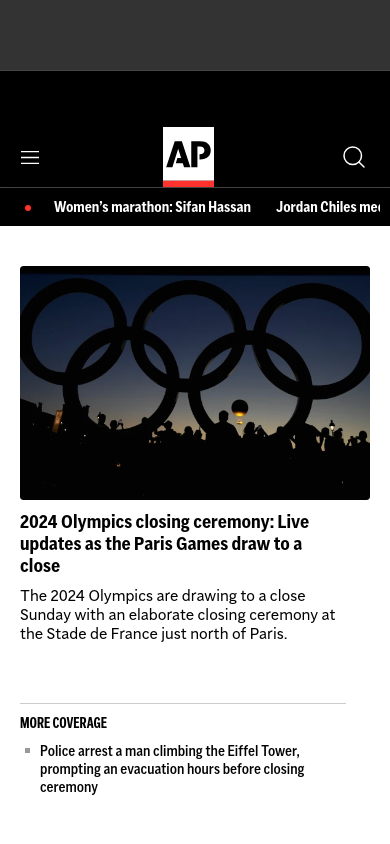 AP
Women’s marathon: Sifan Hassan
Jordan Chiles
2024 Olympics closing ceremony: Live
updates as the Paris Games draw to a
close
The 2024 Olympics are drawing to a close
Sunday with an elaborate closing ceremony at
the Stade de France just north of Paris.
MORE COVERAGE
Police arrest a man climbing the Eiffel Tower,
prompting an evacuation hours before closing
ceremony